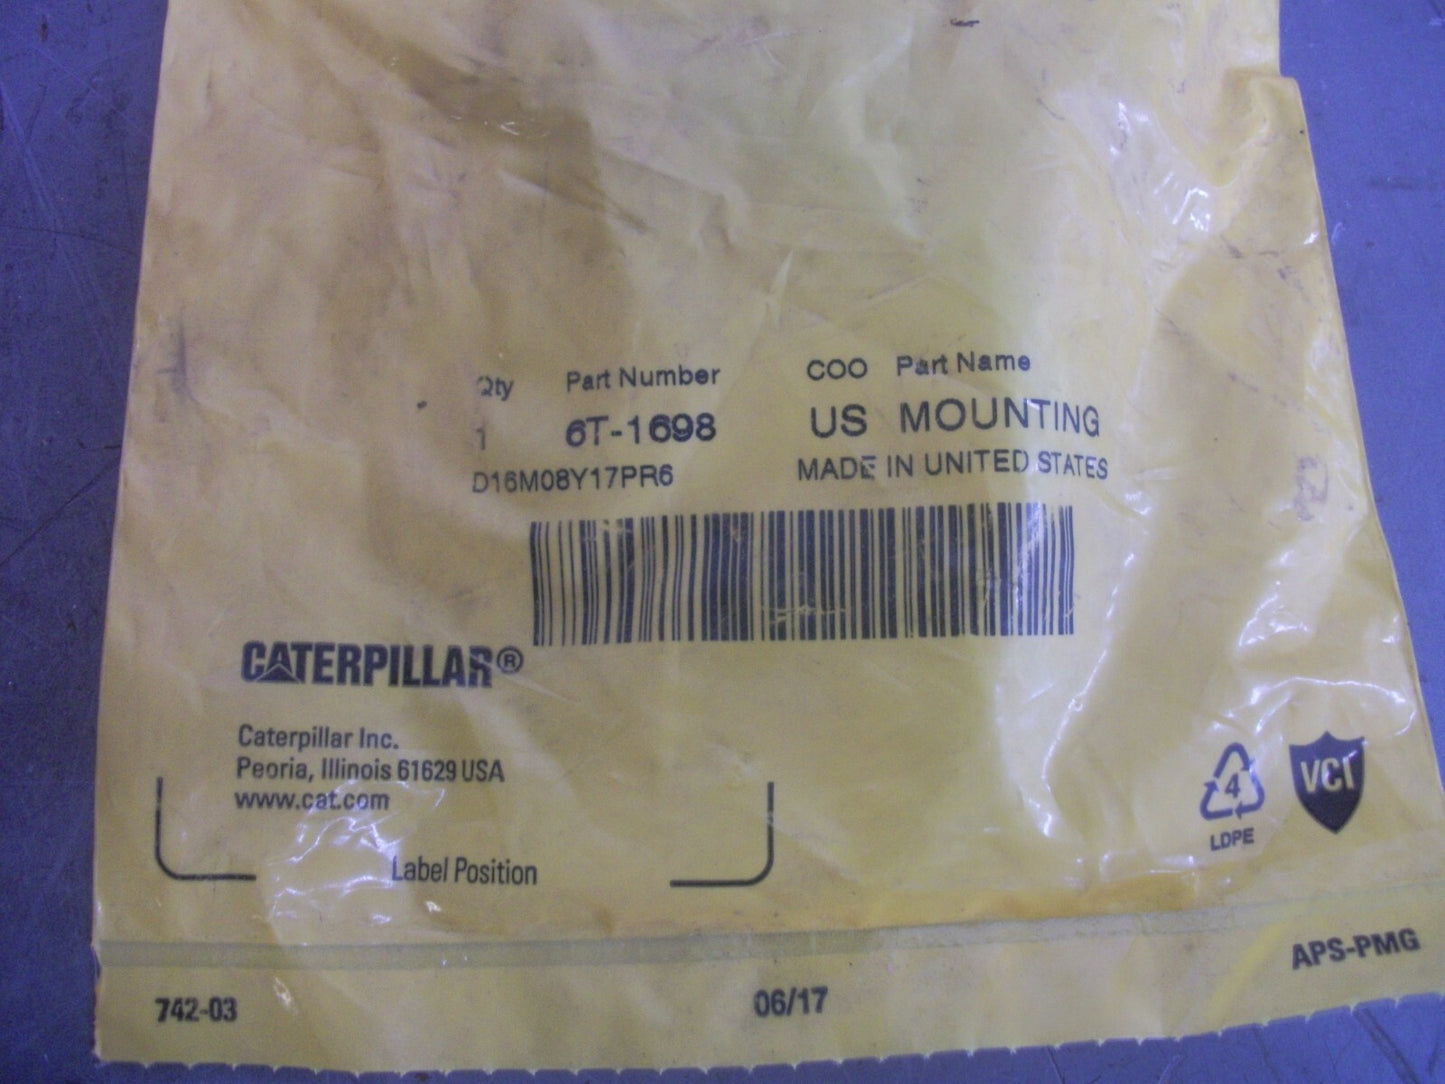 Qty Part Number COO Part Name
1 6T-1698 US MOUNTING
D16M08Y17PR6 MADE IN UNITED STATES
CATERPILLAR®
Caterpillar Inc.
Peoria, Illinois 61629 USA
www.cat.com
Label Position
4
LDPE
VCI
742-03 06/17 APS-PMG